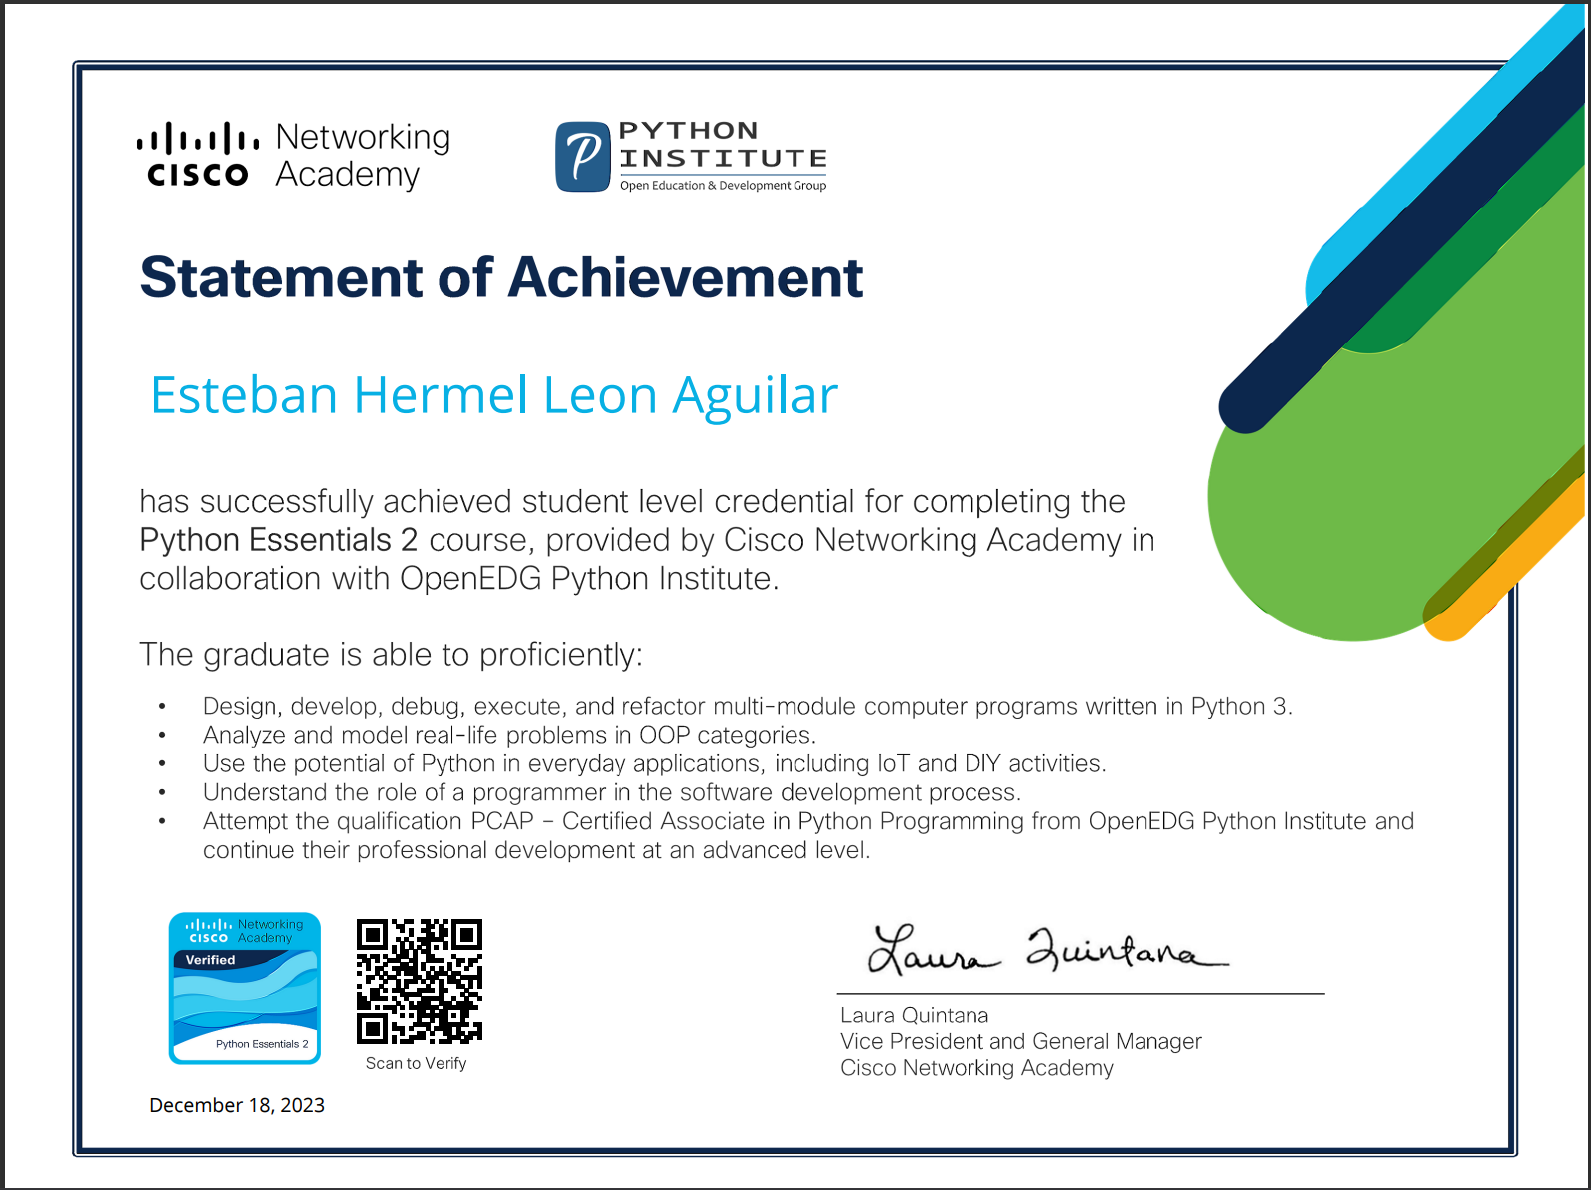 CISCO Networking Academy
PYTHON INSTITUTE
Open Education & Development Group
Statement of Achievement
Esteban Hermel Leon Aguilar
has successfully achieved student level credential for completing the
Python Essentials 2 course, provided by Cisco Networking Academy in
collaboration with OpenEDG Python Institute.
The graduate is able to proficiently:
• Design, develop, debug, execute, and refactor multi-module computer programs written in Python 3.
• Analyze and model real-life problems in OOP categories.
• Use the potential of Python in everyday applications, including IoT and DIY activities.
• Understand the role of a programmer in the software development process.
• Attempt the qualification PCAP – Certified Associate in Python Programming from OpenEDG Python Institute and
continue their professional development at an advanced level.
CISCO Networking Academy
Verified
Python Essentials 2
Scan to Verify
December 18, 2023
Laura Quintana
Laura Quintana
Vice President and General Manager
Cisco Networking Academy